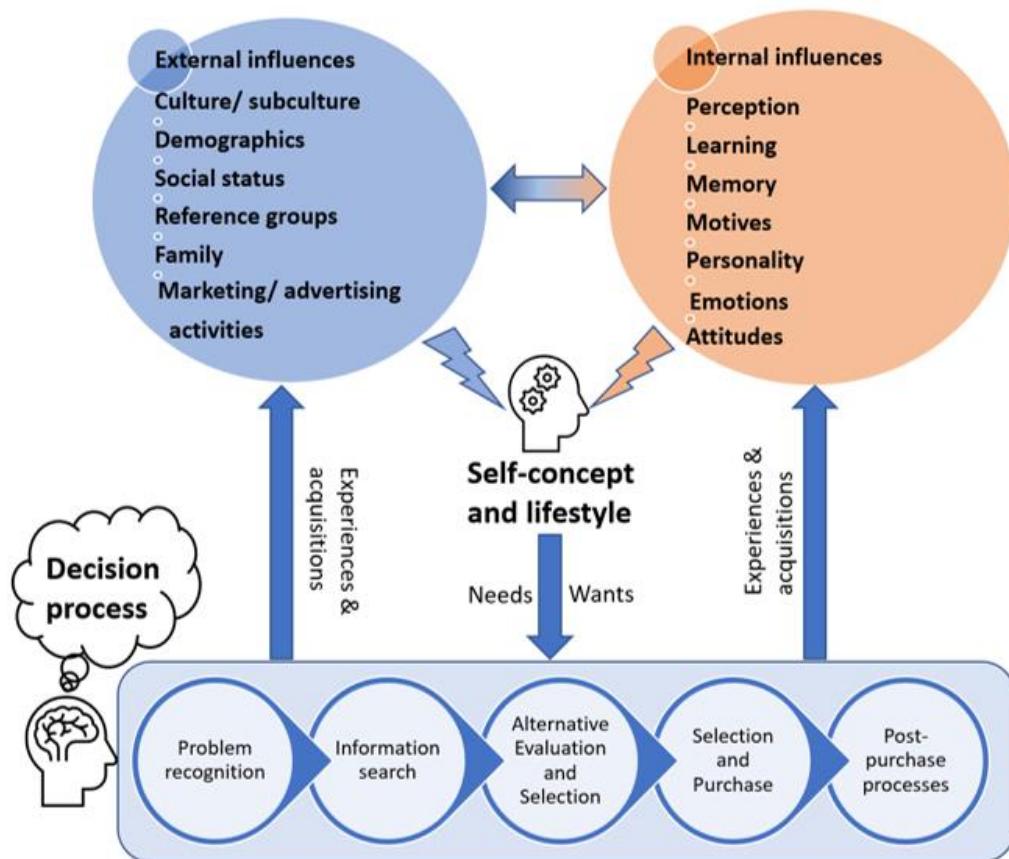 External influences
Culture/ subculture
Demographics
Social status
Reference groups
Family
Marketing/ advertising
activities
Internal influences
Perception
Learning
Memory
Motives
Personality
Emotions
Attitudes
Self-concept
and lifestyle
Experiences &
acquisitions
Needs
Wants
Experiences &
acquisitions
Decision
process
Problem
recognition
Information
search
Alternative
Evaluation
and
Selection
Selection
and
Purchase
Post-
purchase
processes